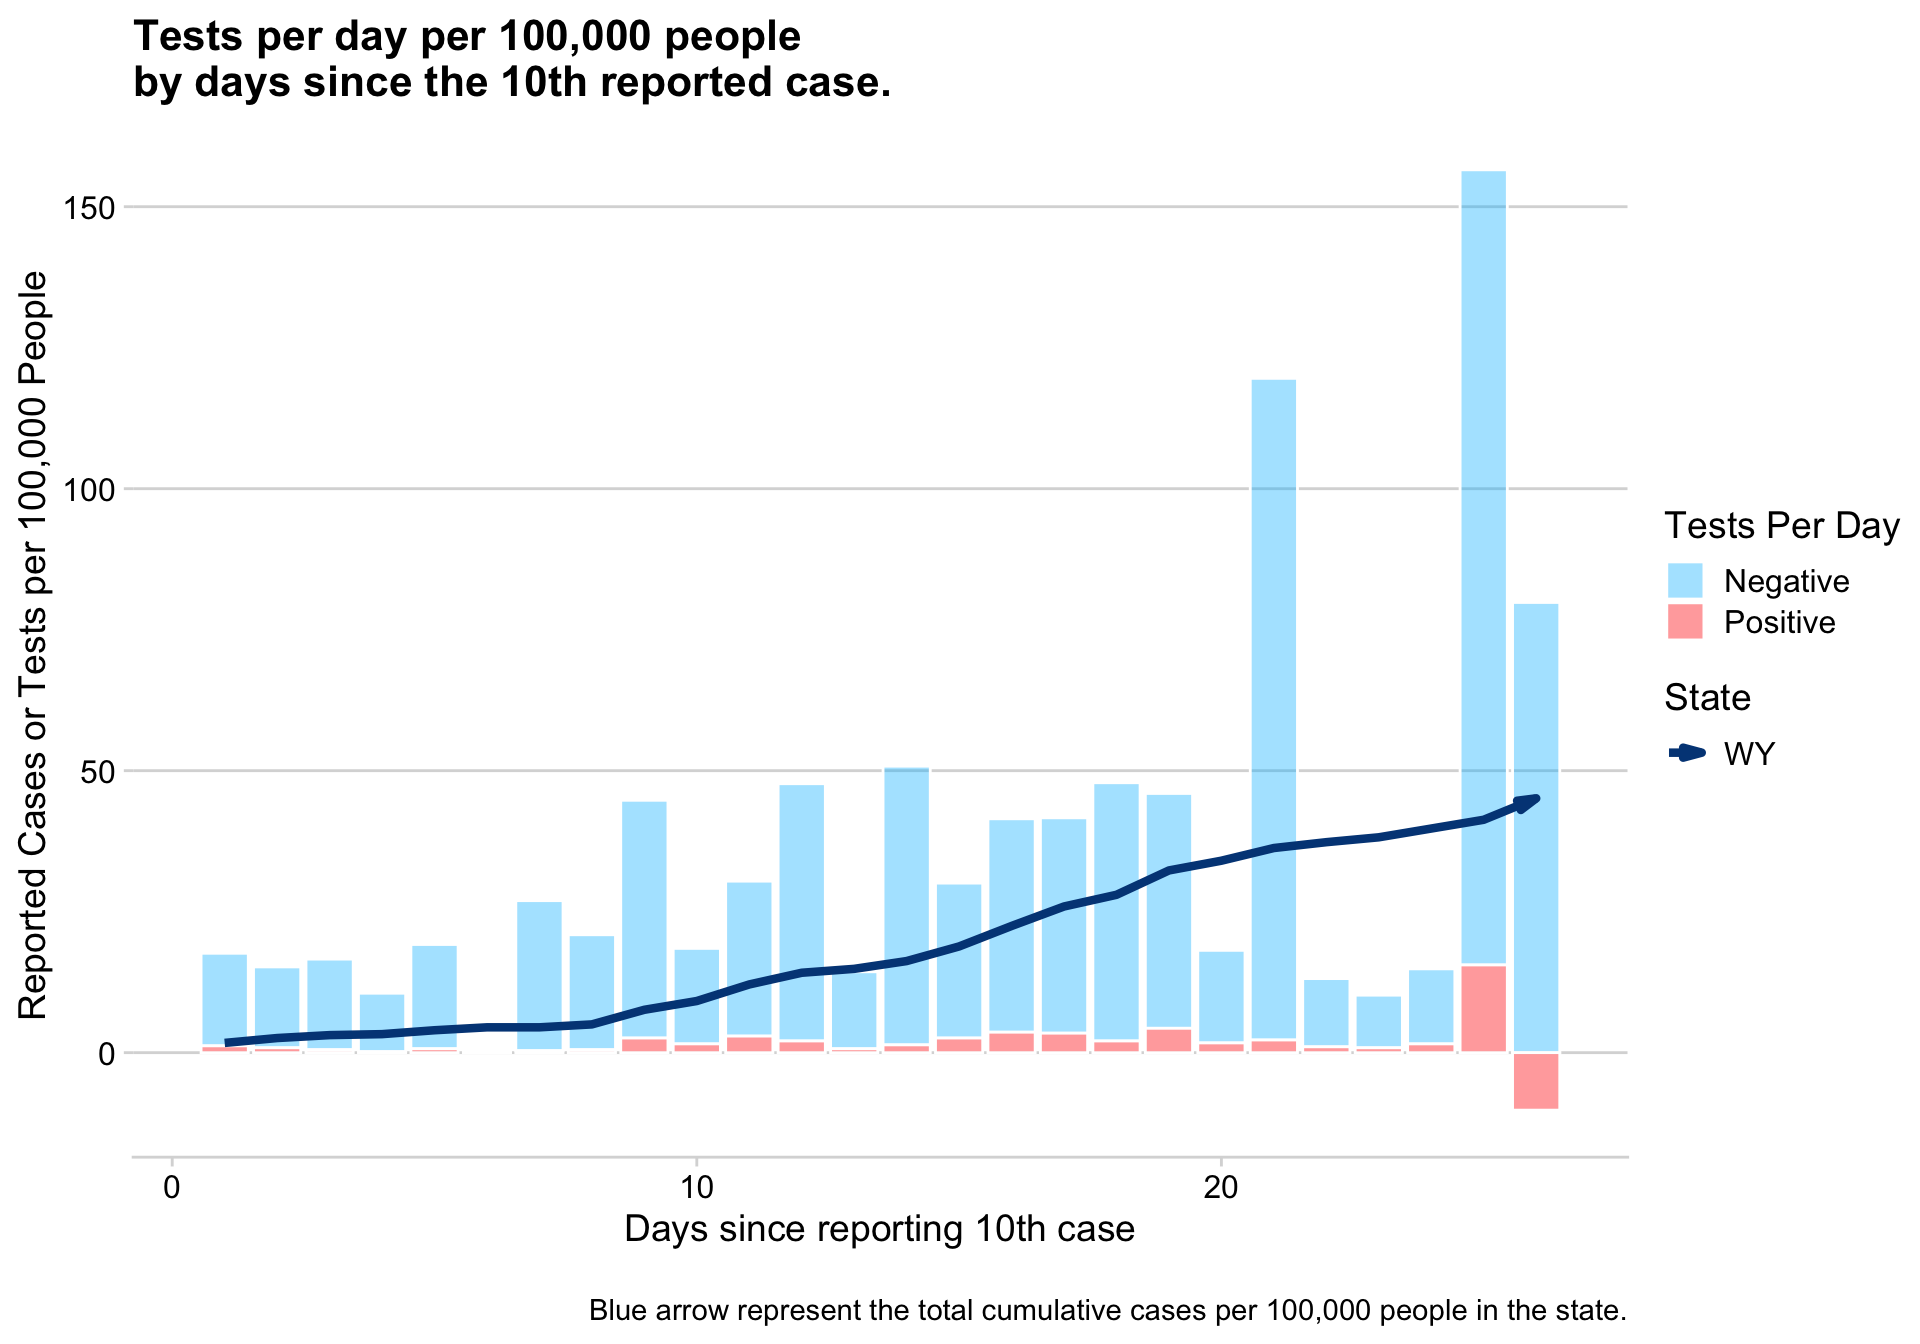 Tests per day per 100,000 people
by days since the 10th reported case.
Reported Cases or Tests per 100,000 People
150
100
50
0
0
10
20
Days since reporting 10th case
Tests Per Day
Negative
Positive
State
WY
Blue arrow represent the total cumulative cases per 100,000 people in the state.